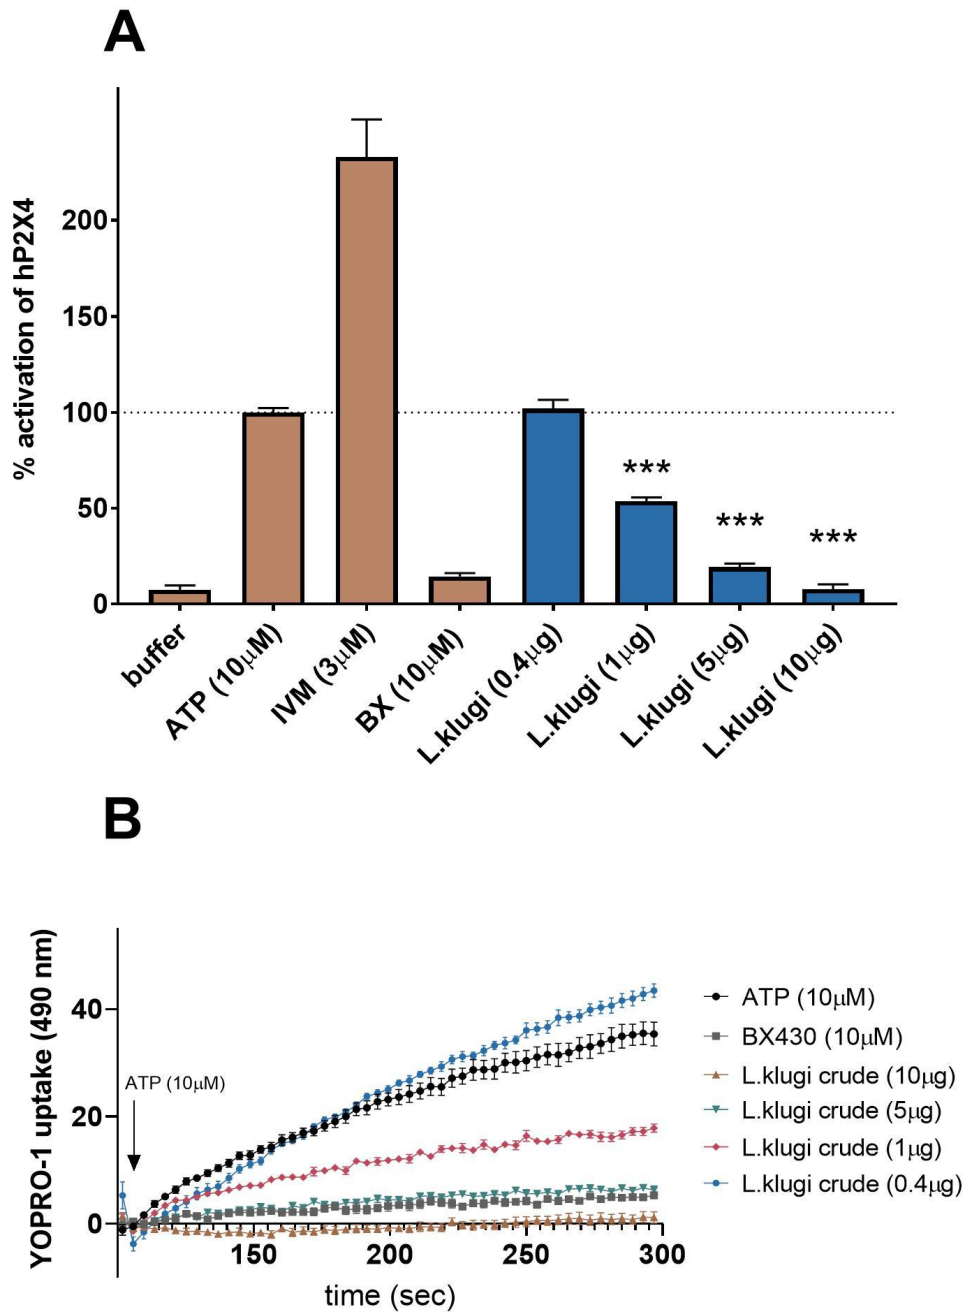 A
% activation of hP2X4
200
150
100
50
0
***
***
***
buffer
ATP (10μM)
IVM (3μM)
BX (10μM)
L.klugi (0.4μg)
L.klugi (1μg)
L.klugi (5μg)
L.klugi (10μg)
B
YOPRO-1 uptake (490 nm)
40
20
0
ATP (10μM)
150
200
250
300
time (sec)
ATP (10μM)
BX430 (10μM)
L.klugi crude (10μg)
L.klugi crude (5μg)
L.klugi crude (1μg)
L.klugi crude (0.4μg)